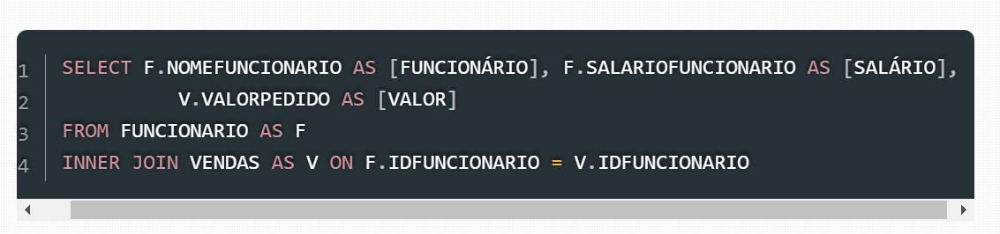 1 SELECT F.NOMEFUNCIONARIO AS [FUNCIONÁRIO], F.SALARIOFUNCIONARIO AS [SALÁRIO],
2 V.VALORPEDIDO AS [VALOR]
3 FROM FUNCIONARIO AS F
4 INNER JOIN VENDAS AS V ON F.IDFUNCIONARIO = V.IDFUNCIONARIO